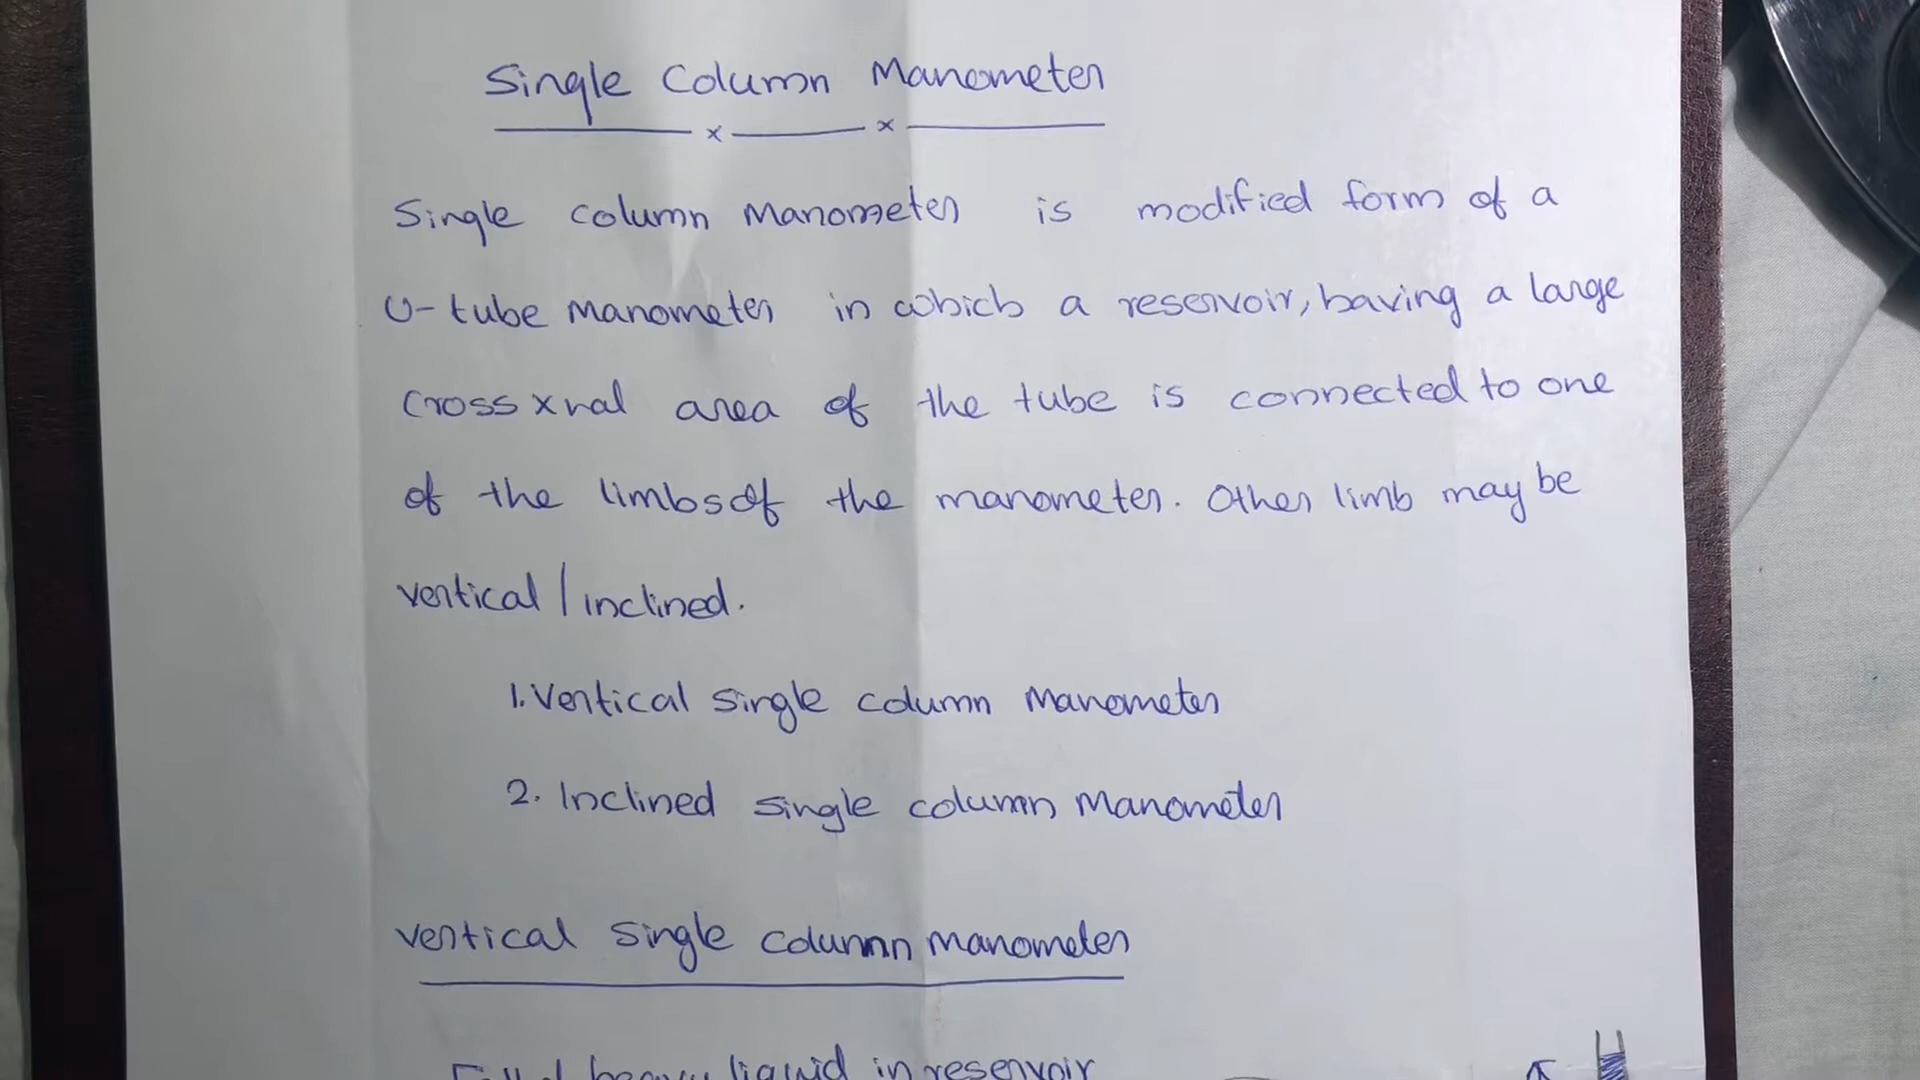 Single Column Manometer
Single column Manometer is modified form of a
U-tube manometer in which a reservoir, having a large
cross xnal area of the tube is connected to one
of the limbs of the manometer. Other limb may be
vertical / inclined.
1. Vertical single column Manometer
2. Inclined single column Manometer
vertical single column manometer
heavy liquid in reservoir